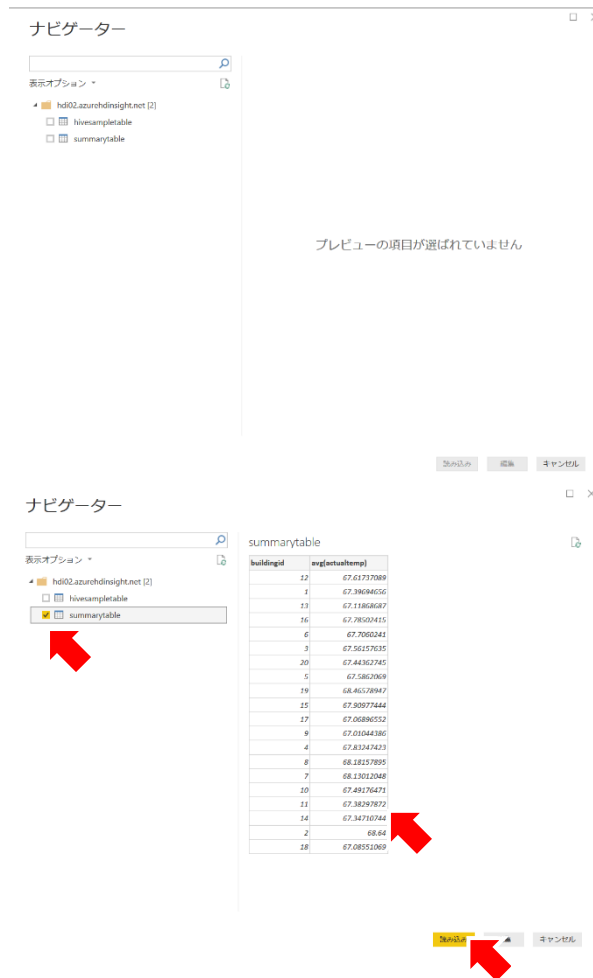 ナビゲーター
表示オプション
hdi02.azurehdinsight.net [2]
hivesampletable
summarytable
プレビューの項目が選ばれていません
読み込み 編集 キャンセル
ナビゲーター
表示オプション
hdi02.azurehdinsight.net [2]
hivesampletable
summarytable
summarytable
buildingid avg(actualtemp)
12 67.61737089
1 67.39694656
13 67.11868687
16 67.78502415
6 67.7060241
3 67.56157635
20 67.44362745
5 67.5862069
19 68.46578947
15 67.90977444
17 67.06896552
9 67.01044386
4 67.83247423
8 68.18157895
7 68.13012048
10 67.49176471
11 67.38297872
14 67.34710744
2 68.64
18 67.08551069
読み込み キャンセル